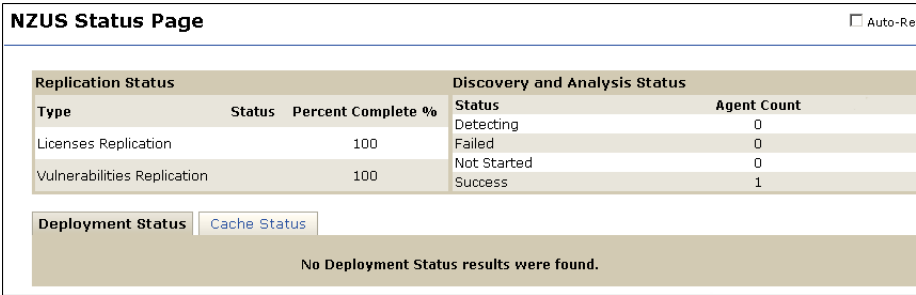 NZUS Status Page
Auto-Re
Replication Status
Type Status Percent Complete %
Licenses Replication 100
Vulnerabilities Replication 100
Discovery and Analysis Status
Status Agent Count
Detecting 0
Failed 0
Not Started 0
Success 1
Deployment Status Cache Status
No Deployment Status results were found.